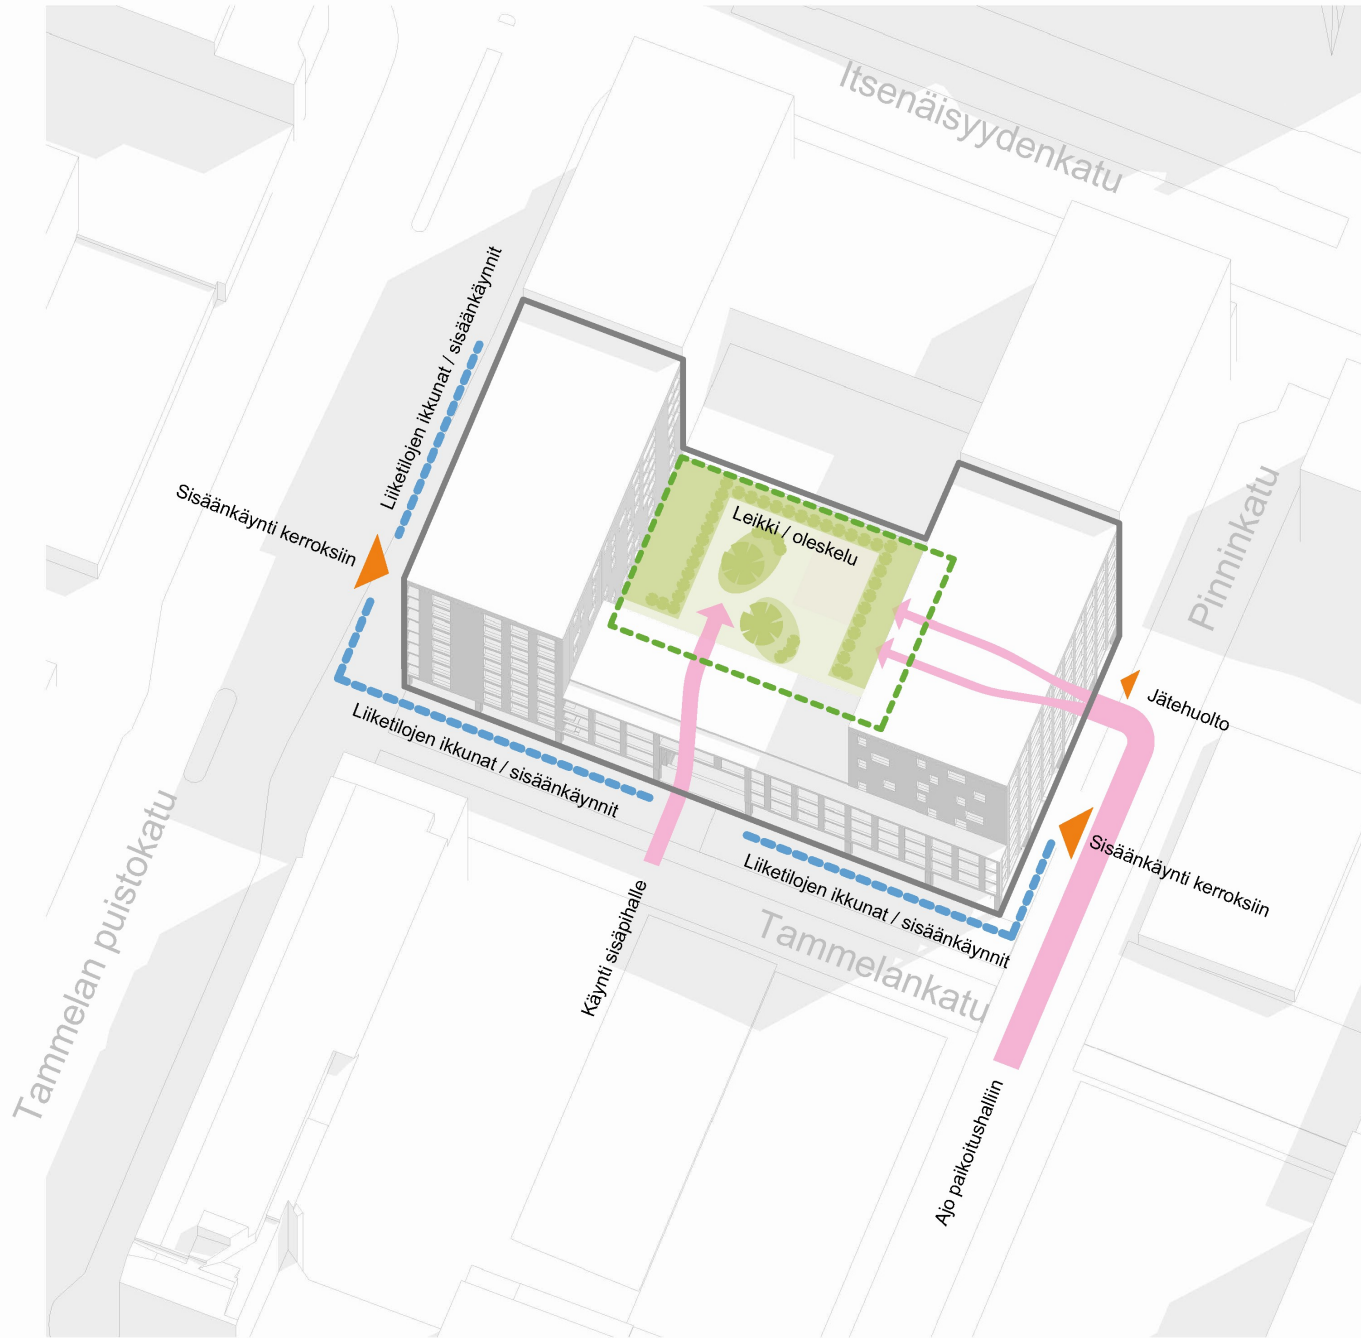 Itsenäisyydenkatu
Liiketilojen ikkunat / sisäänkäynnit
Sisäänkäynti kerroksiin
Leikki / oleskelu
Pinninkatu
Jätehuolto
Liiketilojen ikkunat / sisäänkäynnit
Sisäänkäynti kerroksiin
Liiketilojen ikkunat / sisäänkäynnit
Tammelankatu
Käynti sisäpihalle
Tammelan puistokatu
Ajo paikoitushalliin